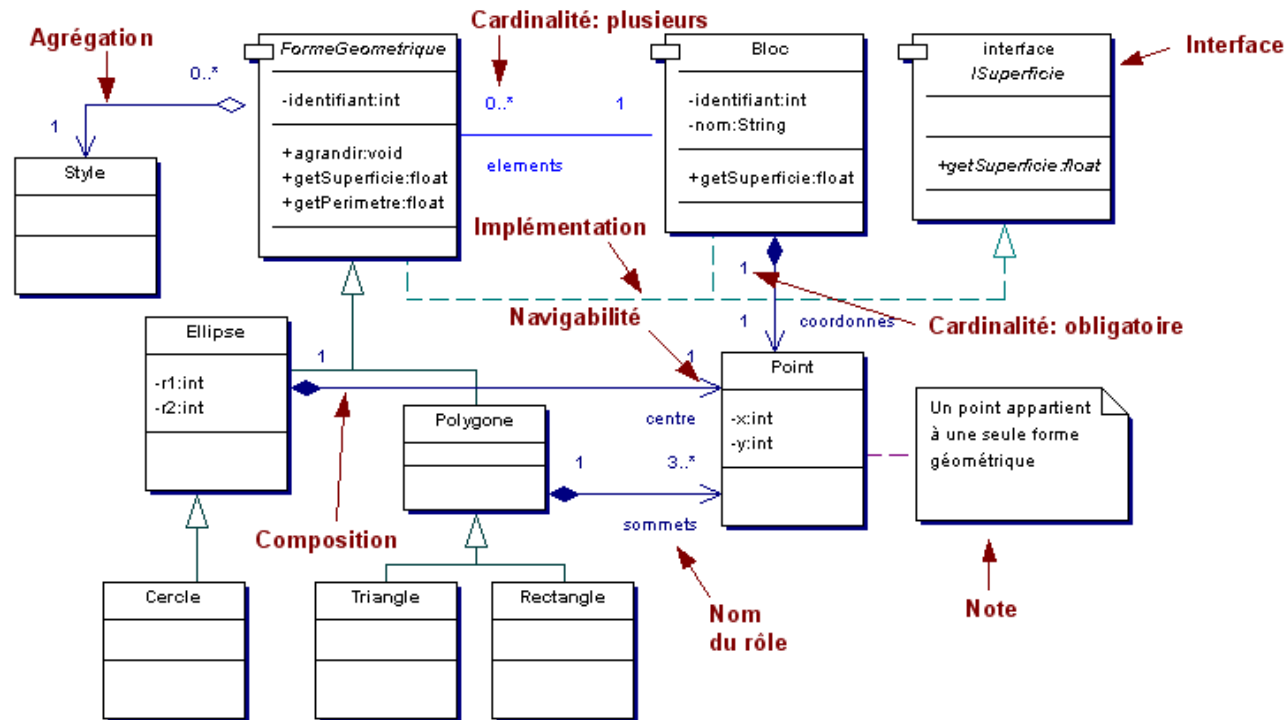 Agrégation
0..*
1
Style
FormeGeometrique
-identifiant:int
+agrandir:void
+getSuperficie:float
+getPerimetre:float
Cardinalité: plusieurs
0..*
1
elements
Bloc
-identifiant:int
-nom:String
+getSuperficie:float
interface
ISuperficie
+getSuperficie:float
Interface
Implémentation
1
1
coordonnes
Cardinalité: obligatoire
Navigabilité
Ellipse
-r1:int
-r2:int
1
1
centre
Composition
Polygone
1
3..*
sommets
Point
-x:int
-y:int
Un point appartient
à une seule forme
géométrique
Note
Nom
du rôle
Cercle
Triangle
Rectangle